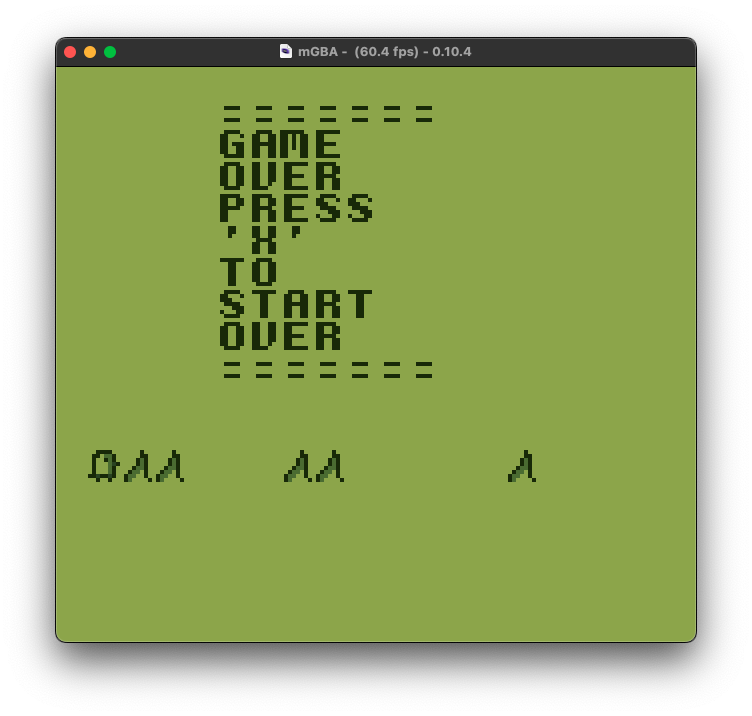 mGBA - (60.4 fps) - 0.10.4
=======
GAME
OVER
PRESS
'X'
TO
START
OVER
=======